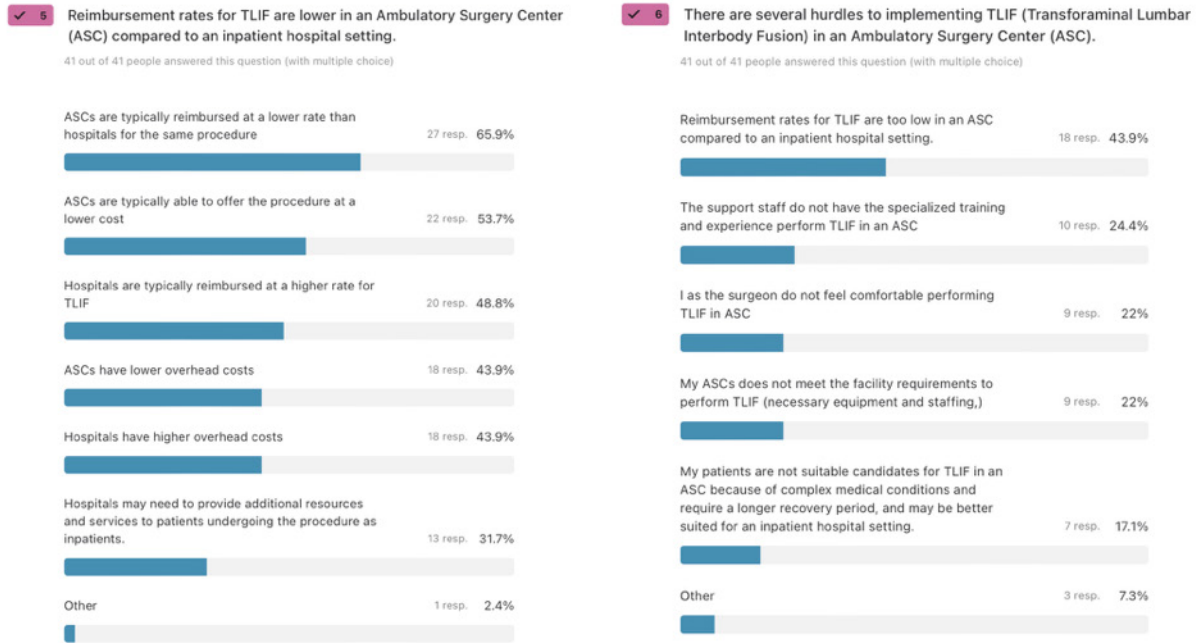 5
Reimbursement rates for TLIF are lower in an Ambulatory Surgery Center
(ASC) compared to an inpatient hospital setting.
41 out of 41 people answered this question (with multiple choice)
ASCs are typically reimbursed at a lower rate than
hospitals for the same procedure
27 resp. 65.9%
ASCs are typically able to offer the procedure at a
lower cost
22 resp. 53.7%
Hospitals are typically reimbursed at a higher rate for
TLIF
20 resp. 48.8%
ASCs have lower overhead costs
18 resp. 43.9%
Hospitals have higher overhead costs
18 resp. 43.9%
Hospitals may need to provide additional resources
and services to patients undergoing the procedure as
inpatients.
13 resp. 31.7%
Other
1 resp. 2.4%
6
There are several hurdles to implementing TLIF (Transforaminal Lumbar
Interbody Fusion) in an Ambulatory Surgery Center (ASC).
41 out of 41 people answered this question (with multiple choice)
Reimbursement rates for TLIF are too low in an ASC
compared to an inpatient hospital setting.
18 resp. 43.9%
The support staff do not have the specialized training
and experience perform TLIF in an ASC
10 resp. 24.4%
I as the surgeon do not feel comfortable performing
TLIF in ASC
9 resp. 22%
My ASCs does not meet the facility requirements to
perform TLIF (necessary equipment and staffing,)
9 resp. 22%
My patients are not suitable candidates for TLIF in an
ASC because of complex medical conditions and
require a longer recovery period, and may be better
suited for an inpatient hospital setting.
7 resp. 17.1%
Other
3 resp. 7.3%